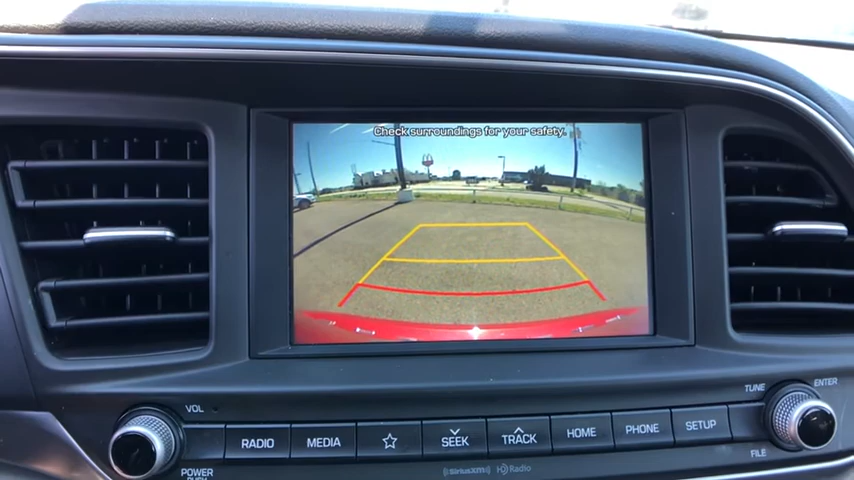 Check surroundings for your safety.
VOL
TUNE
ENTER
RADIO
MEDIA
SEEK
TRACK
HOME
PHONE
SETUP
POWER
PUSH
FILE
SiriusXM
HD Radio